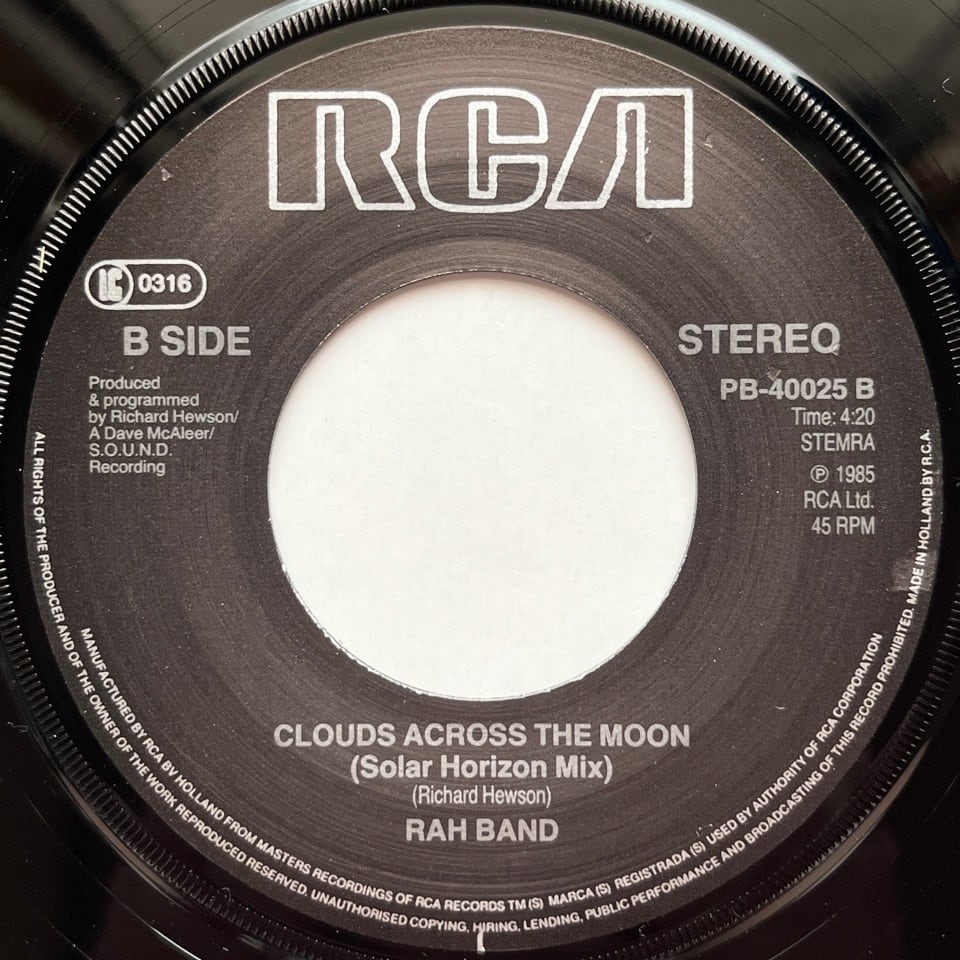 RCA
LC 0316
B SIDE
STEREO
Produced
& programmed
by Richard Hewson/
A Dave McAleer/
S.O.U.N.D.
Recording
PB-40025 B
Time: 4:20
STEMRA
℗ 1985
RCA Ltd.
45 RPM
CLOUDS ACROSS THE MOON
(Solar Horizon Mix)
(Richard Hewson)
RAH BAND
MANUFACTURED BY RCA BV HOLLAND FROM MASTERS RECORDINGS OF RCA RECORDS TM (S) MARCA (S) REGISTRADA (S) USED BY AUTHORITY OF RCA CORPORATION
ALL RIGHTS OF THE PRODUCER AND OF THE OWNER OF THE WORK REPRODUCED RESERVED. UNAUTHORISED COPYING, HIRING, LENDING, PUBLIC PERFORMANCE AND BROADCASTING OF THIS RECORD PROHIBITED. MADE IN HOLLAND BY R.C.A.